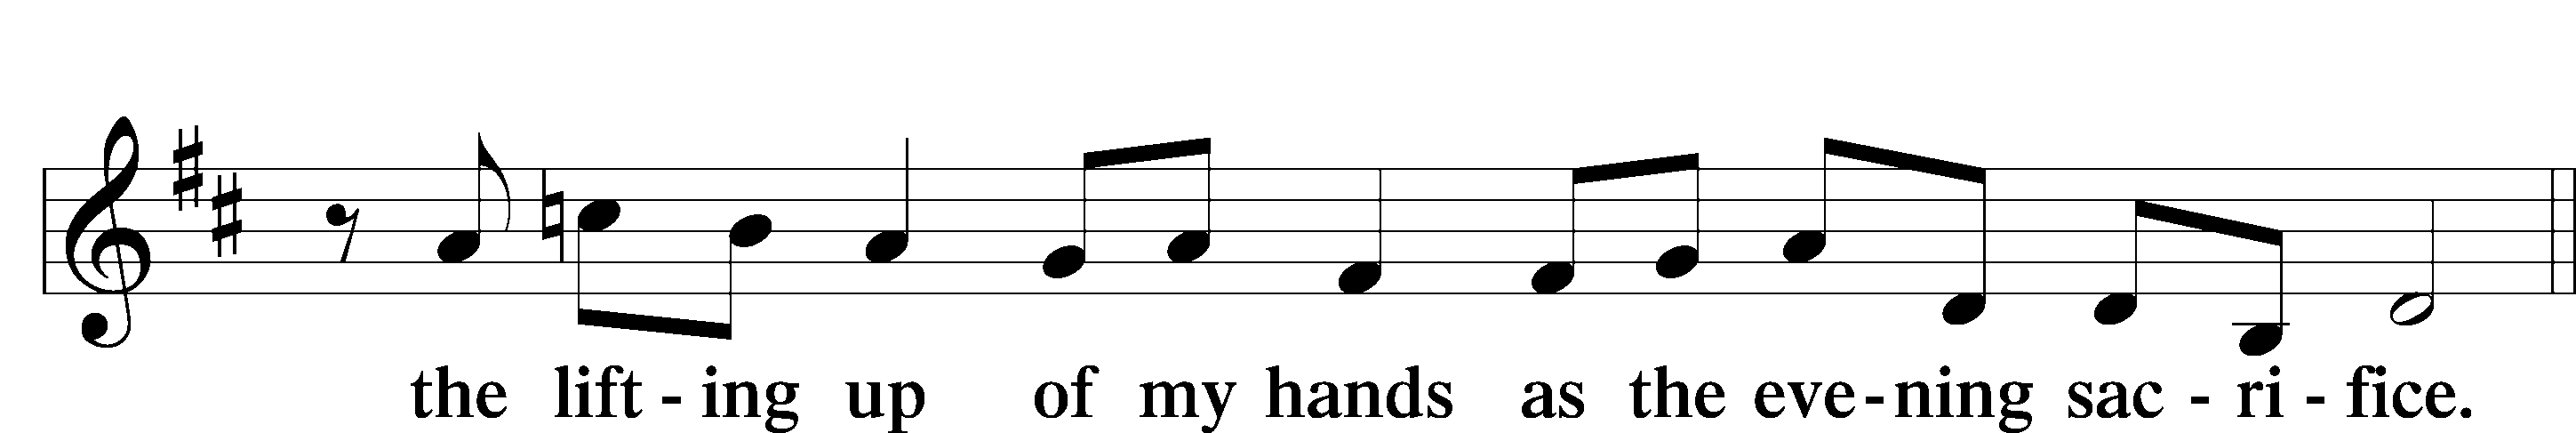 the lift - ing up of my hands as the eve - ning sac - ri - fice.